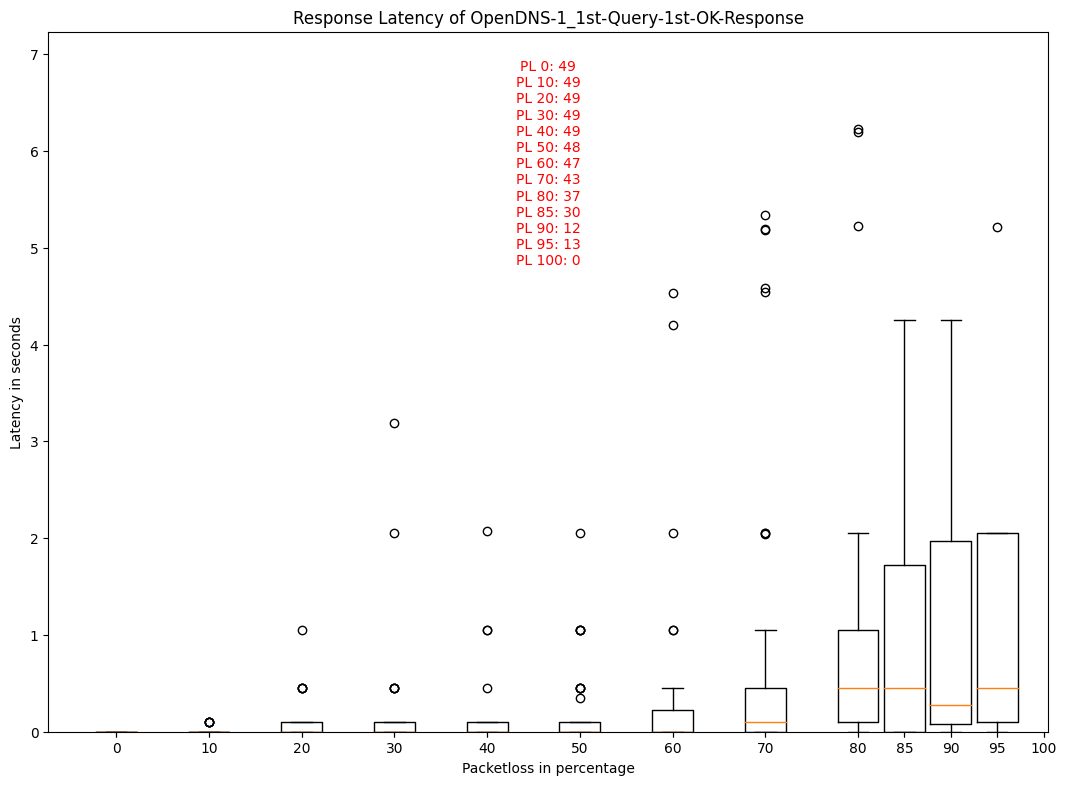 Response Latency of OpenDNS-1_1st-Query-1st-OK-Response
PL 0: 49
PL 10: 49
PL 20: 49
PL 30: 49
PL 40: 49
PL 50: 48
PL 60: 47
PL 70: 43
PL 80: 37
PL 85: 30
PL 90: 12
PL 95: 13
PL 100: 0
Latency in seconds
7
6
5
4
3
2
1
0
0 10 20 30 40 50 60 70 80 85 90 95 100
Packetloss in percentage